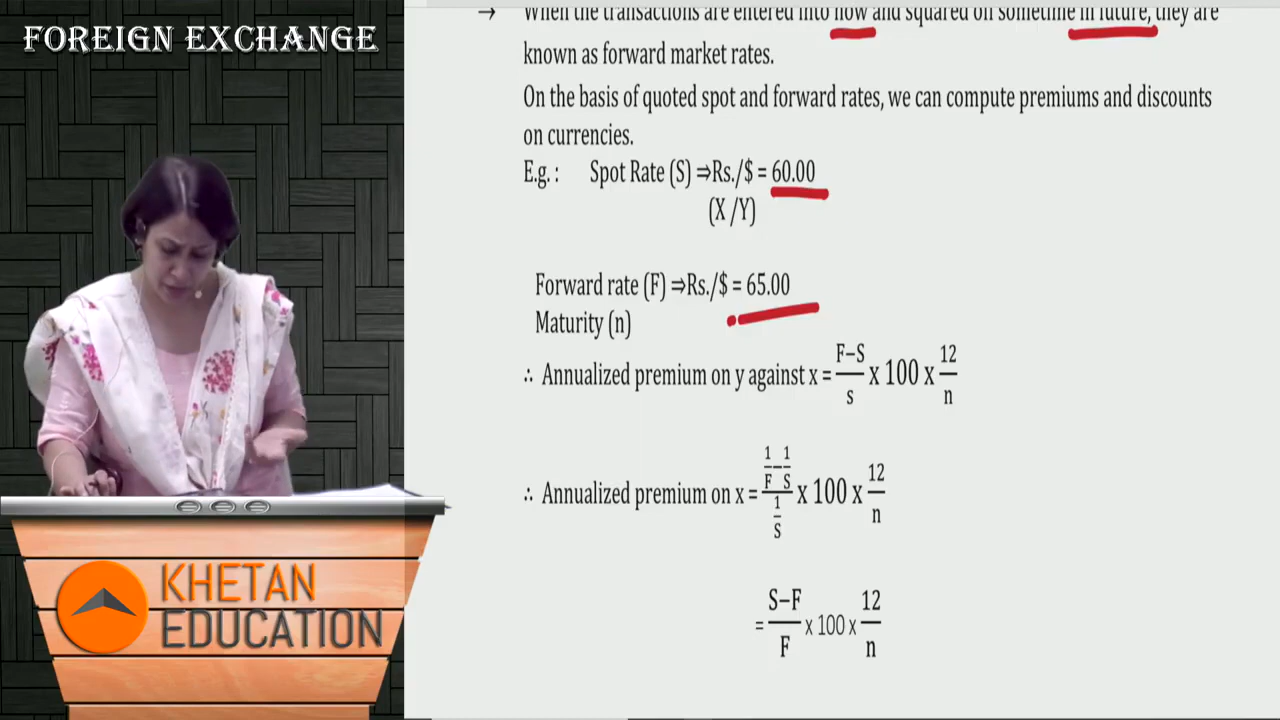 FOREIGN EXCHANGE
→ When the transactions are entered into now and squared on sometime in future, they are
known as forward market rates.
On the basis of quoted spot and forward rates, we can compute premiums and discounts
on currencies.
E.g. : Spot Rate (S) ⇒Rs./$ = 60.00
(X /Y)
Forward rate (F) ⇒Rs./$ = 65.00
Maturity (n)
∴ Annualized premium on y against x = F−S/s x 100 x 12/n
∴ Annualized premium on x = (1/F − 1/S)/(1/S) x 100 x 12/n
= S−F/F x 100 x 12/n
KHETAN
EDUCATION